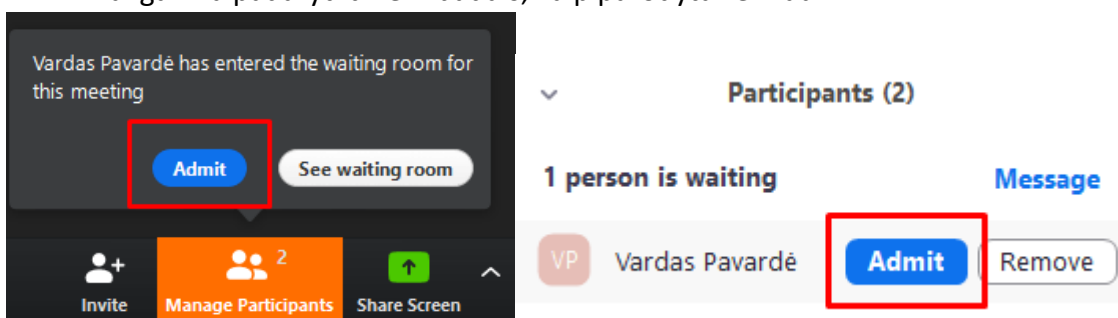 Vardas Pavardė has entered the waiting room for
this meeting
Admit
See waiting room
2
Invite
Manage Participants
Share Screen
Participants (2)
1 person is waiting
Message
VP
Vardas Pavardė
Admit
Remove